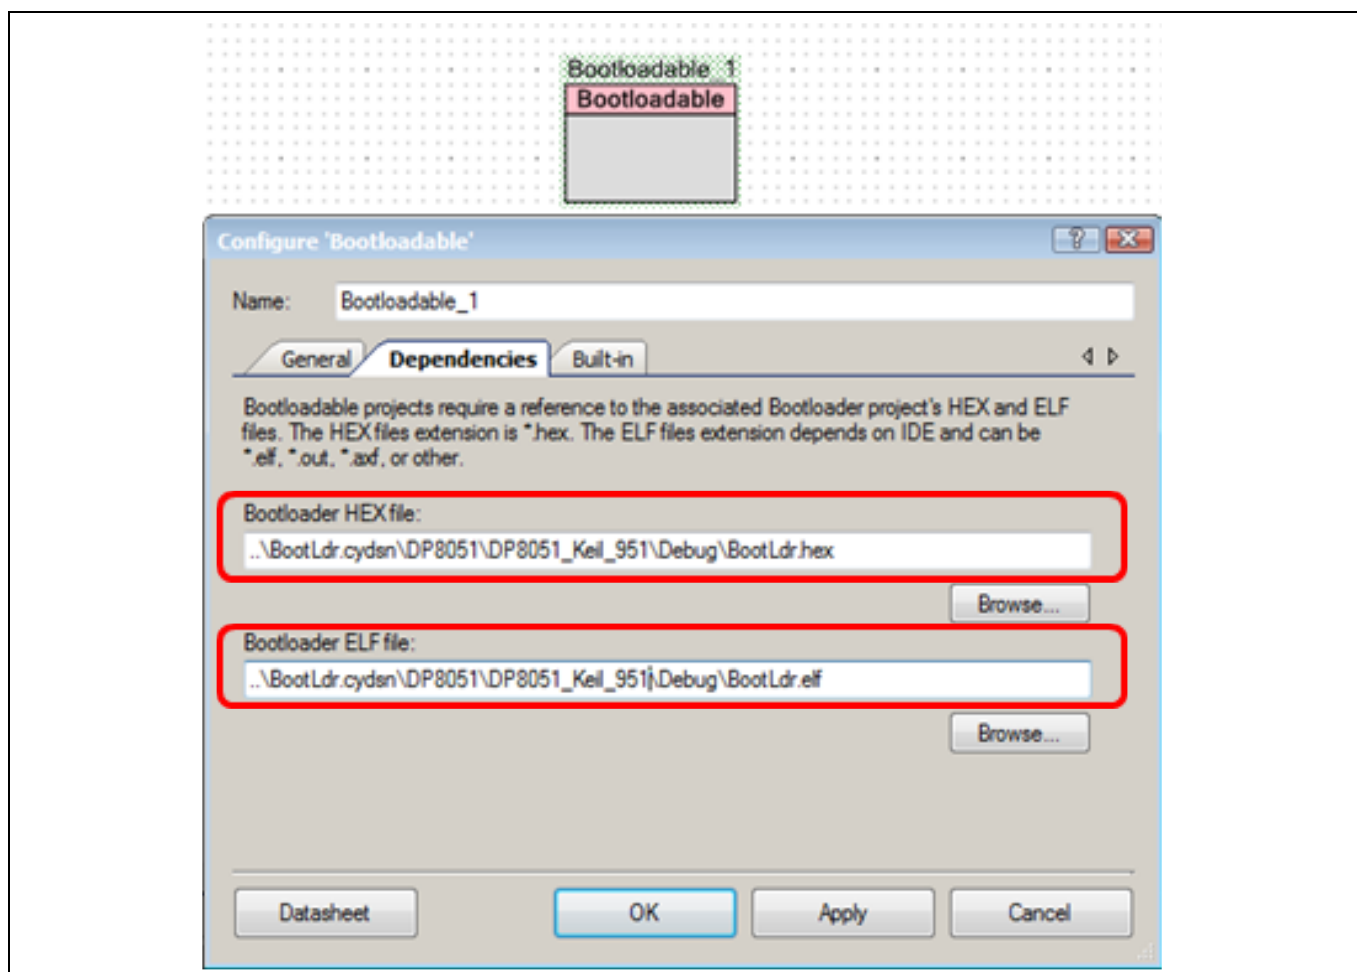 Bootloadable_1
Bootloadable
Configure 'Bootloadable'
Name: Bootloadable_1
General Dependencies Built-in
Bootloadable projects require a reference to the associated Bootloader project's HEX and ELF
files. The HEX files extension is *.hex. The ELF files extension depends on IDE and can be
*.elf, *.out, *.axf, or other.
Bootloader HEX file:
..\BootLdr.cydsn\DP8051\DP8051_Keil_951\Debug\BootLdr.hex
Browse...
Bootloader ELF file:
..\BootLdr.cydsn\DP8051\DP8051_Keil_951\Debug\BootLdr.elf
Browse...
Datasheet OK Apply Cancel